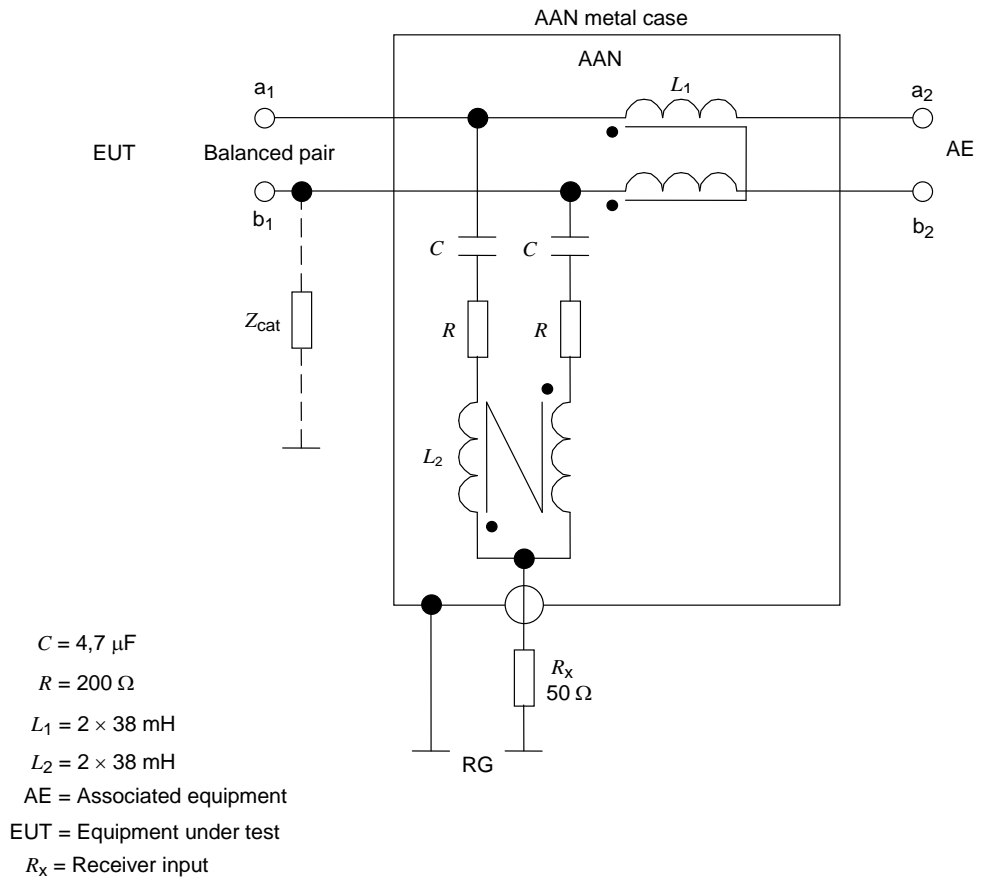 AAN metal case
AAN
a1
L1
a2
EUT
Balanced pair
AE
b1
b2
C
C
Zcat
R
R
L2
Rx
50 Ω
RG
C = 4,7 μF
R = 200 Ω
L1 = 2 × 38 mH
L2 = 2 × 38 mH
AE = Associated equipment
EUT = Equipment under test
Rx = Receiver input